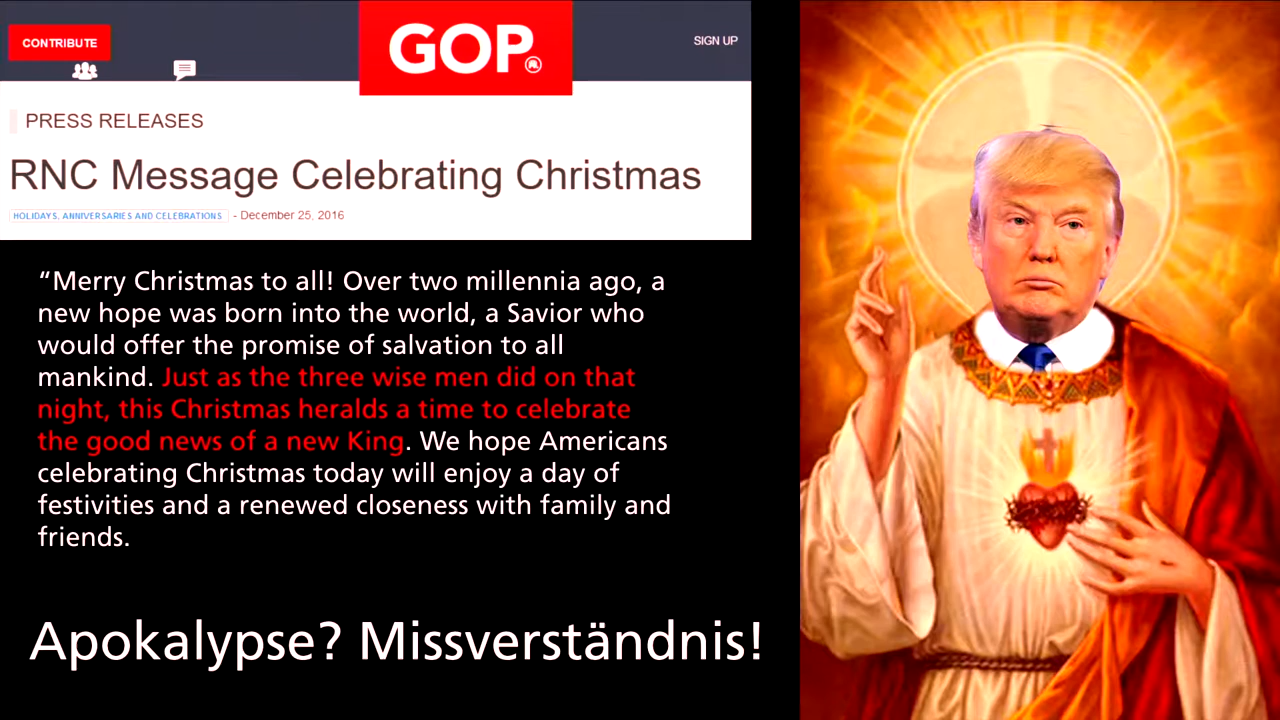 CONTRIBUTE
GOP
SIGN UP
PRESS RELEASES
RNC Message Celebrating Christmas
HOLIDAYS, ANNIVERSARIES AND CELEBRATIONS - December 25, 2016
“Merry Christmas to all! Over two millennia ago, a
new hope was born into the world, a Savior who
would offer the promise of salvation to all
mankind. Just as the three wise men did on that
night, this Christmas heralds a time to celebrate
the good news of a new King. We hope Americans
celebrating Christmas today will enjoy a day of
festivities and a renewed closeness with family and
friends.
Apokalypse? Missverständnis!